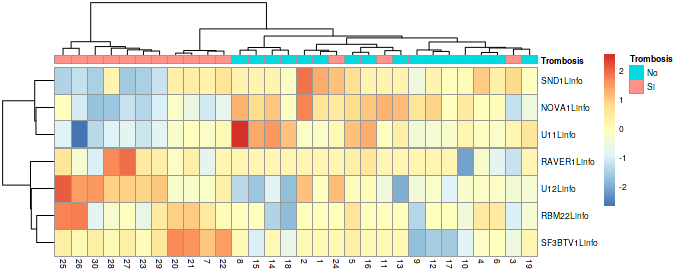 Trombosis
SND1Linfo
NOVA1Linfo
U11Linfo
RAVER1Linfo
U12Linfo
RBM22Linfo
SF3BTV1Linfo
25 26 30 28 27 23 29 20 21 7 22 8 15 14 18 2 1 24 5 16 11 13 9 12 17 10 4 6 3 19
2
1
0
-1
-2
Trombosis
No
Si